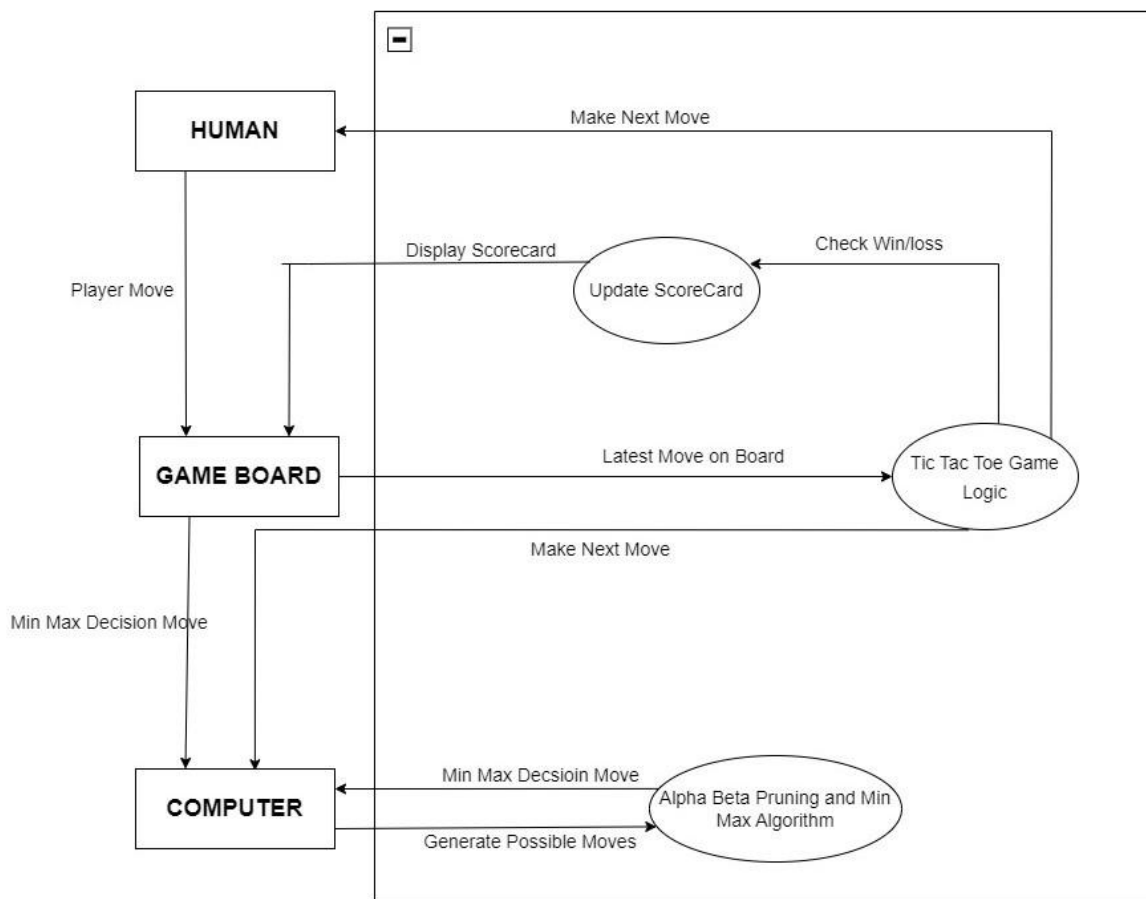 Make Next Move
HUMAN
Check Win/loss
Display Scorecard
Update ScoreCard
Player Move
Latest Move on Board
Tic Tac Toe Game
Logic
GAME BOARD
Make Next Move
Min Max Decision Move
Min Max Decsioin Move
Alpha Beta Pruning and Min
Max Algorithm
COMPUTER
Generate Possible Moves